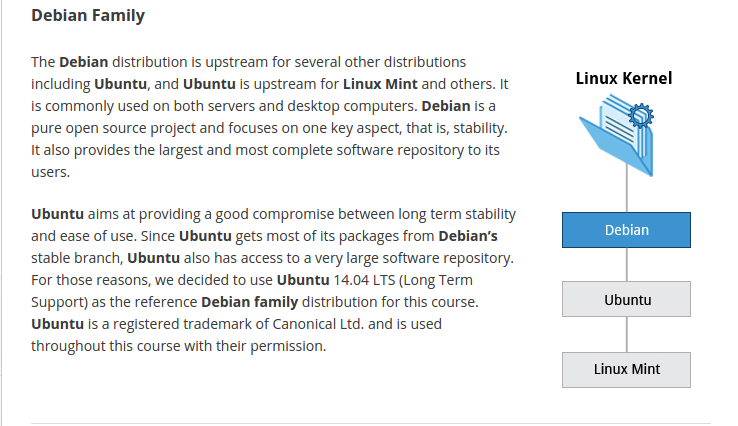 Debian Family
The Debian distribution is upstream for several other distributions
including Ubuntu, and Ubuntu is upstream for Linux Mint and others. It
is commonly used on both servers and desktop computers. Debian is a
pure open source project and focuses on one key aspect, that is, stability.
It also provides the largest and most complete software repository to its
users.
Ubuntu aims at providing a good compromise between long term stability
and ease of use. Since Ubuntu gets most of its packages from Debian’s
stable branch, Ubuntu also has access to a very large software repository.
For those reasons, we decided to use Ubuntu 14.04 LTS (Long Term
Support) as the reference Debian family distribution for this course.
Ubuntu is a registered trademark of Canonical Ltd. and is used
throughout this course with their permission.
Linux Kernel
Debian
Ubuntu
Linux Mint